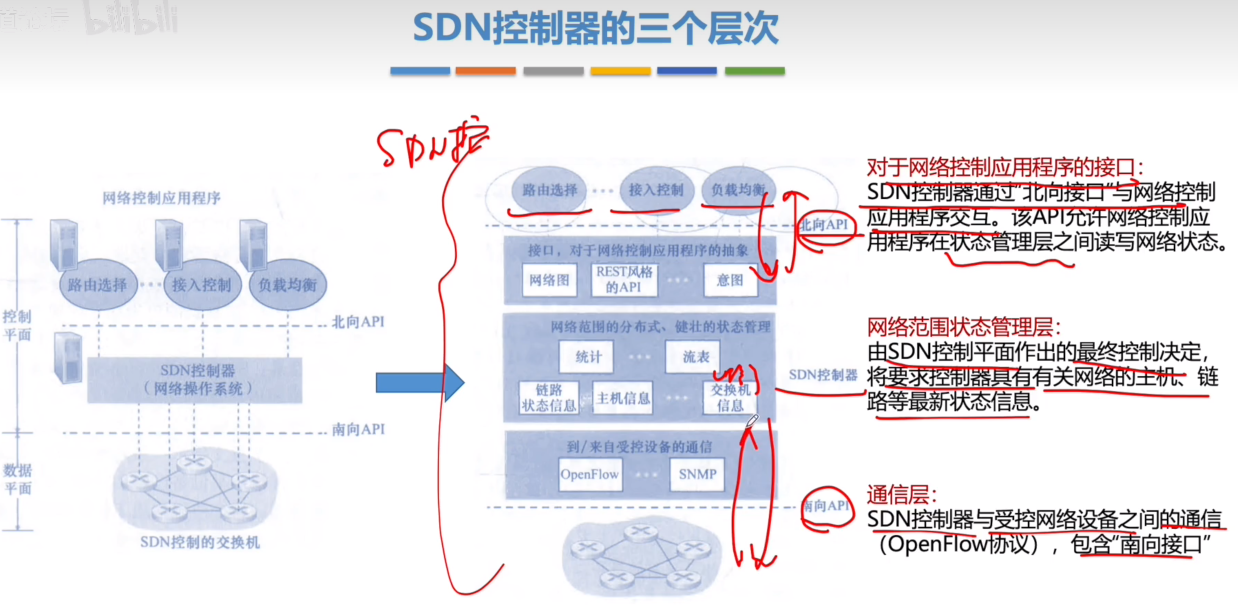 bilibili
SDN控制器的三个层次
SDN控
网络控制应用程序
路由选择 ··· 接入控制 负载均衡
北向API
控制
平面
SDN控制器
（网络操作系统）
南向API
数据
平面
SDN控制的交换机
路由选择 ··· 接入控制 负载均衡
北向API
接口，对于网络控制应用程序的抽象
网络图 REST风格的API ··· 意图
网络范围的分布式、健壮的状态管理
统计 ··· 流表
链路
状态信息 主机信息 ··· 交换机
信息
SDN控制器
到/来自受控设备的通信
OpenFlow ··· SNMP
南向API
对于网络控制应用程序的接口：
SDN控制器通过“北向接口”与网络控制
应用程序交互。该API允许网络控制应
用程序在状态管理层之间读写网络状态。
网络范围状态管理层：
由SDN控制平面作出的最终控制决定，
将要求控制器具有有关网络的主机、链
路等最新状态信息。
通信层：
SDN控制器与受控网络设备之间的通信
（OpenFlow协议），包含“南向接口”